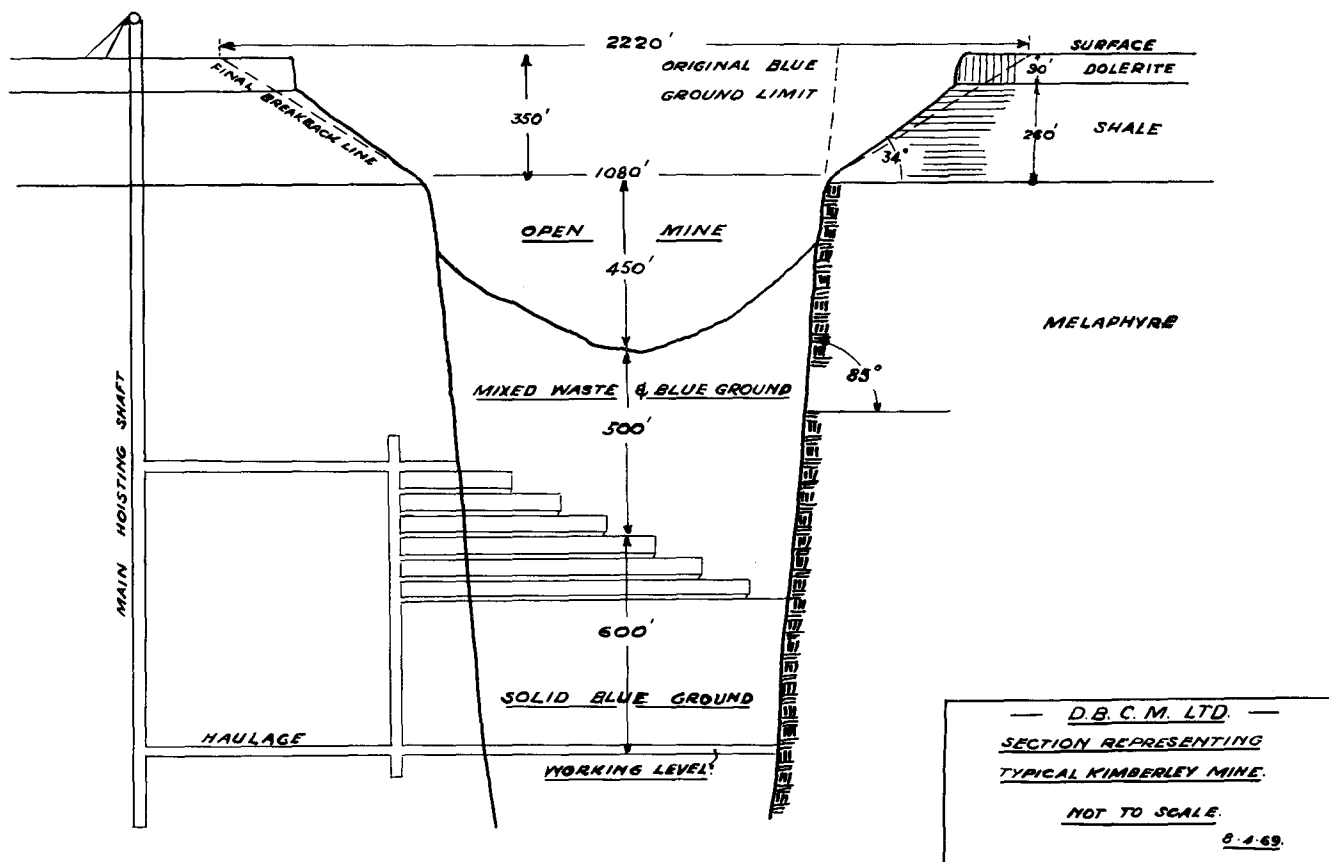 2220'
SURFACE
ORIGINAL BLUE
GROUND LIMIT
90'
DOLERITE
FINAL BREAKBACK LINE
350'
260'
SHALE
34°
1080'
OPEN MINE
450'
MELAPHYRE
85°
MIXED WASTE & BLUE GROUND
500'
MAIN HOISTING SHAFT
600'
SOLID BLUE GROUND
HAULAGE
WORKING LEVEL
— D.B.C.M. LTD. —
SECTION REPRESENTING
TYPICAL KIMBERLEY MINE.
NOT TO SCALE.
8·4·69.